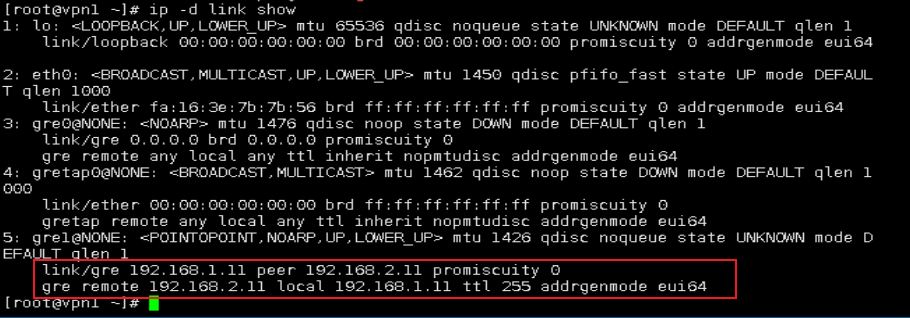 [root@vpn1 ~]# ip -d link show
1: lo: <LOOPBACK,UP,LOWER_UP> mtu 65536 qdisc noqueue state UNKNOWN mode DEFAULT qlen 1
    link/loopback 00:00:00:00:00:00 brd 00:00:00:00:00:00 promiscuity 0 addrgenmode eui64
2: eth0: <BROADCAST,MULTICAST,UP,LOWER_UP> mtu 1450 qdisc pfifo_fast state UP mode DEFAUL
T qlen 1000
    link/ether fa:16:3e:7b:7b:56 brd ff:ff:ff:ff:ff:ff promiscuity 0 addrgenmode eui64
3: gre0@NONE: <NOARP> mtu 1476 qdisc noop state DOWN mode DEFAULT qlen 1
    link/gre 0.0.0.0 brd 0.0.0.0 promiscuity 0
    gre remote any local any ttl inherit nopmtudisc addrgenmode eui64
4: gretap0@NONE: <BROADCAST,MULTICAST> mtu 1462 qdisc noop state DOWN mode DEFAULT qlen 1
000
    link/ether 00:00:00:00:00:00 brd ff:ff:ff:ff:ff:ff promiscuity 0
    gretap remote any local any ttl inherit nopmtudisc addrgenmode eui64
5: gre1@NONE: <POINTOPOINT,NOARP,UP,LOWER_UP> mtu 1426 qdisc noqueue state UNKNOWN mode D
EFAULT qlen 1
    link/gre 192.168.1.11 peer 192.168.2.11 promiscuity 0
    gre remote 192.168.2.11 local 192.168.1.11 ttl 255 addrgenmode eui64
[root@vpn1 ~]#